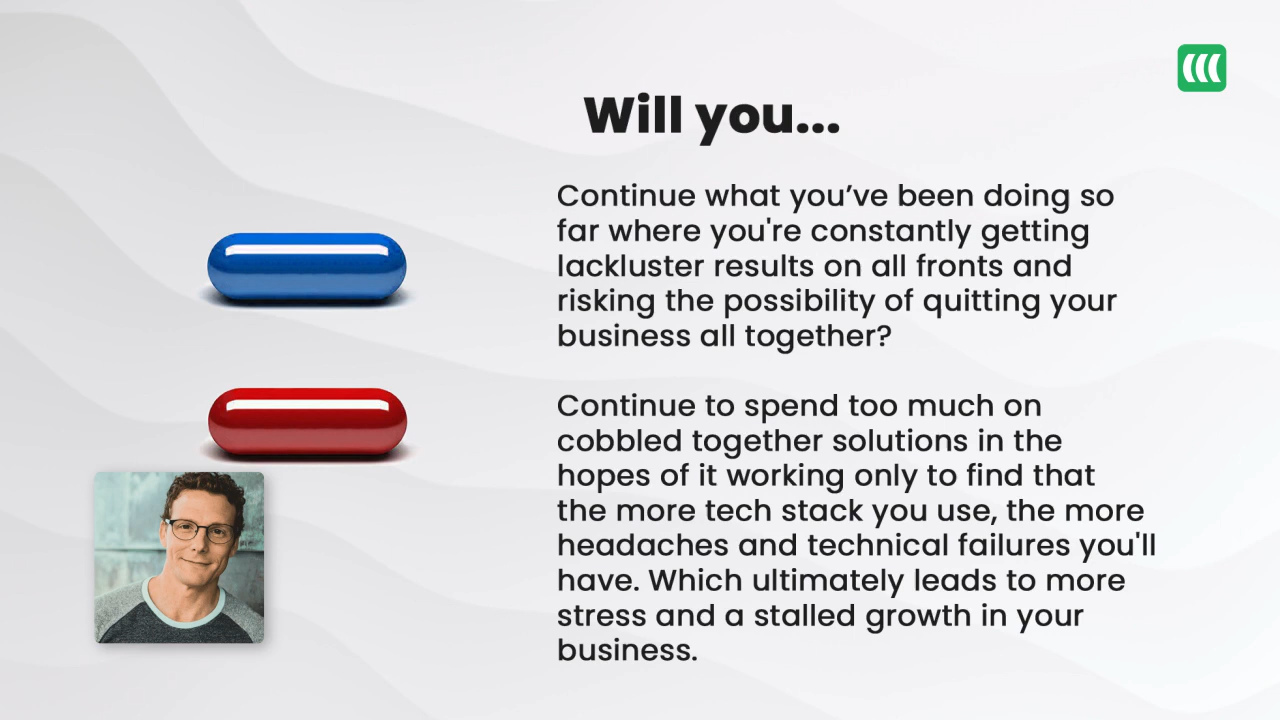 Will you...
Continue what you’ve been doing so
far where you're constantly getting
lackluster results on all fronts and
risking the possibility of quitting your
business all together?
Continue to spend too much on
cobbled together solutions in the
hopes of it working only to find that
the more tech stack you use, the more
headaches and technical failures you'll
have. Which ultimately leads to more
stress and a stalled growth in your
business.